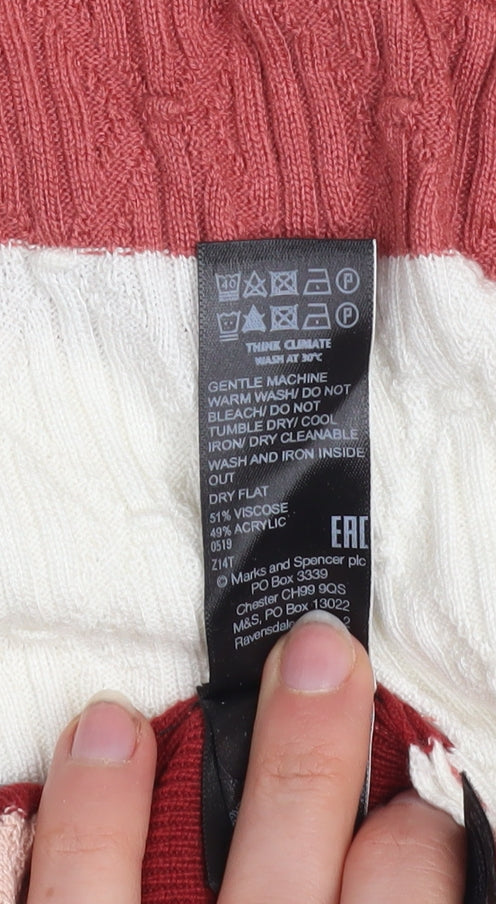 40 P
P
THINK CLIMATE
WASH AT 30°C
GENTLE MACHINE
WARM WASH/ DO NOT
BLEACH/ DO NOT
TUMBLE DRY/ COOL
IRON/ DRY CLEANABLE
WASH AND IRON INSIDE
OUT
DRY FLAT
51% VISCOSE
49% ACRYLIC
0519
EAC
Z14T
© Marks and Spencer plc
PO Box 3339
Chester CH99 9QS
M&S, PO Box 13022
2